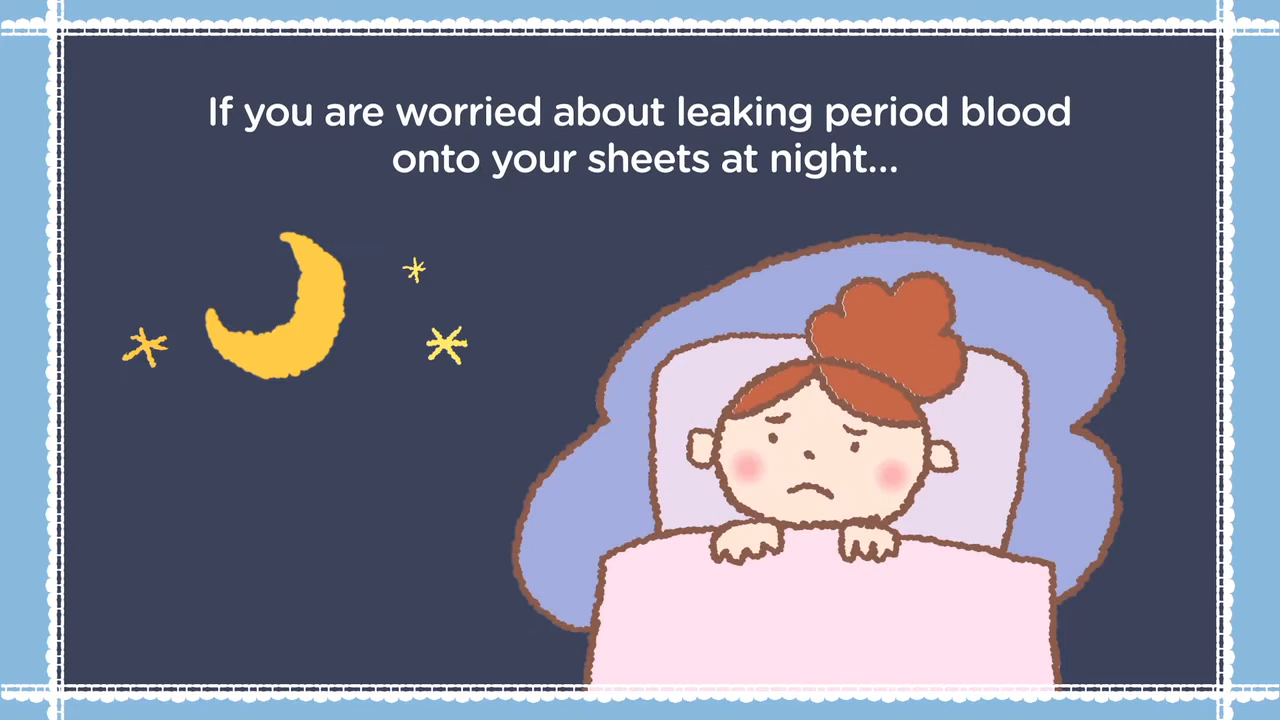 If you are worried about leaking period blood
onto your sheets at night...